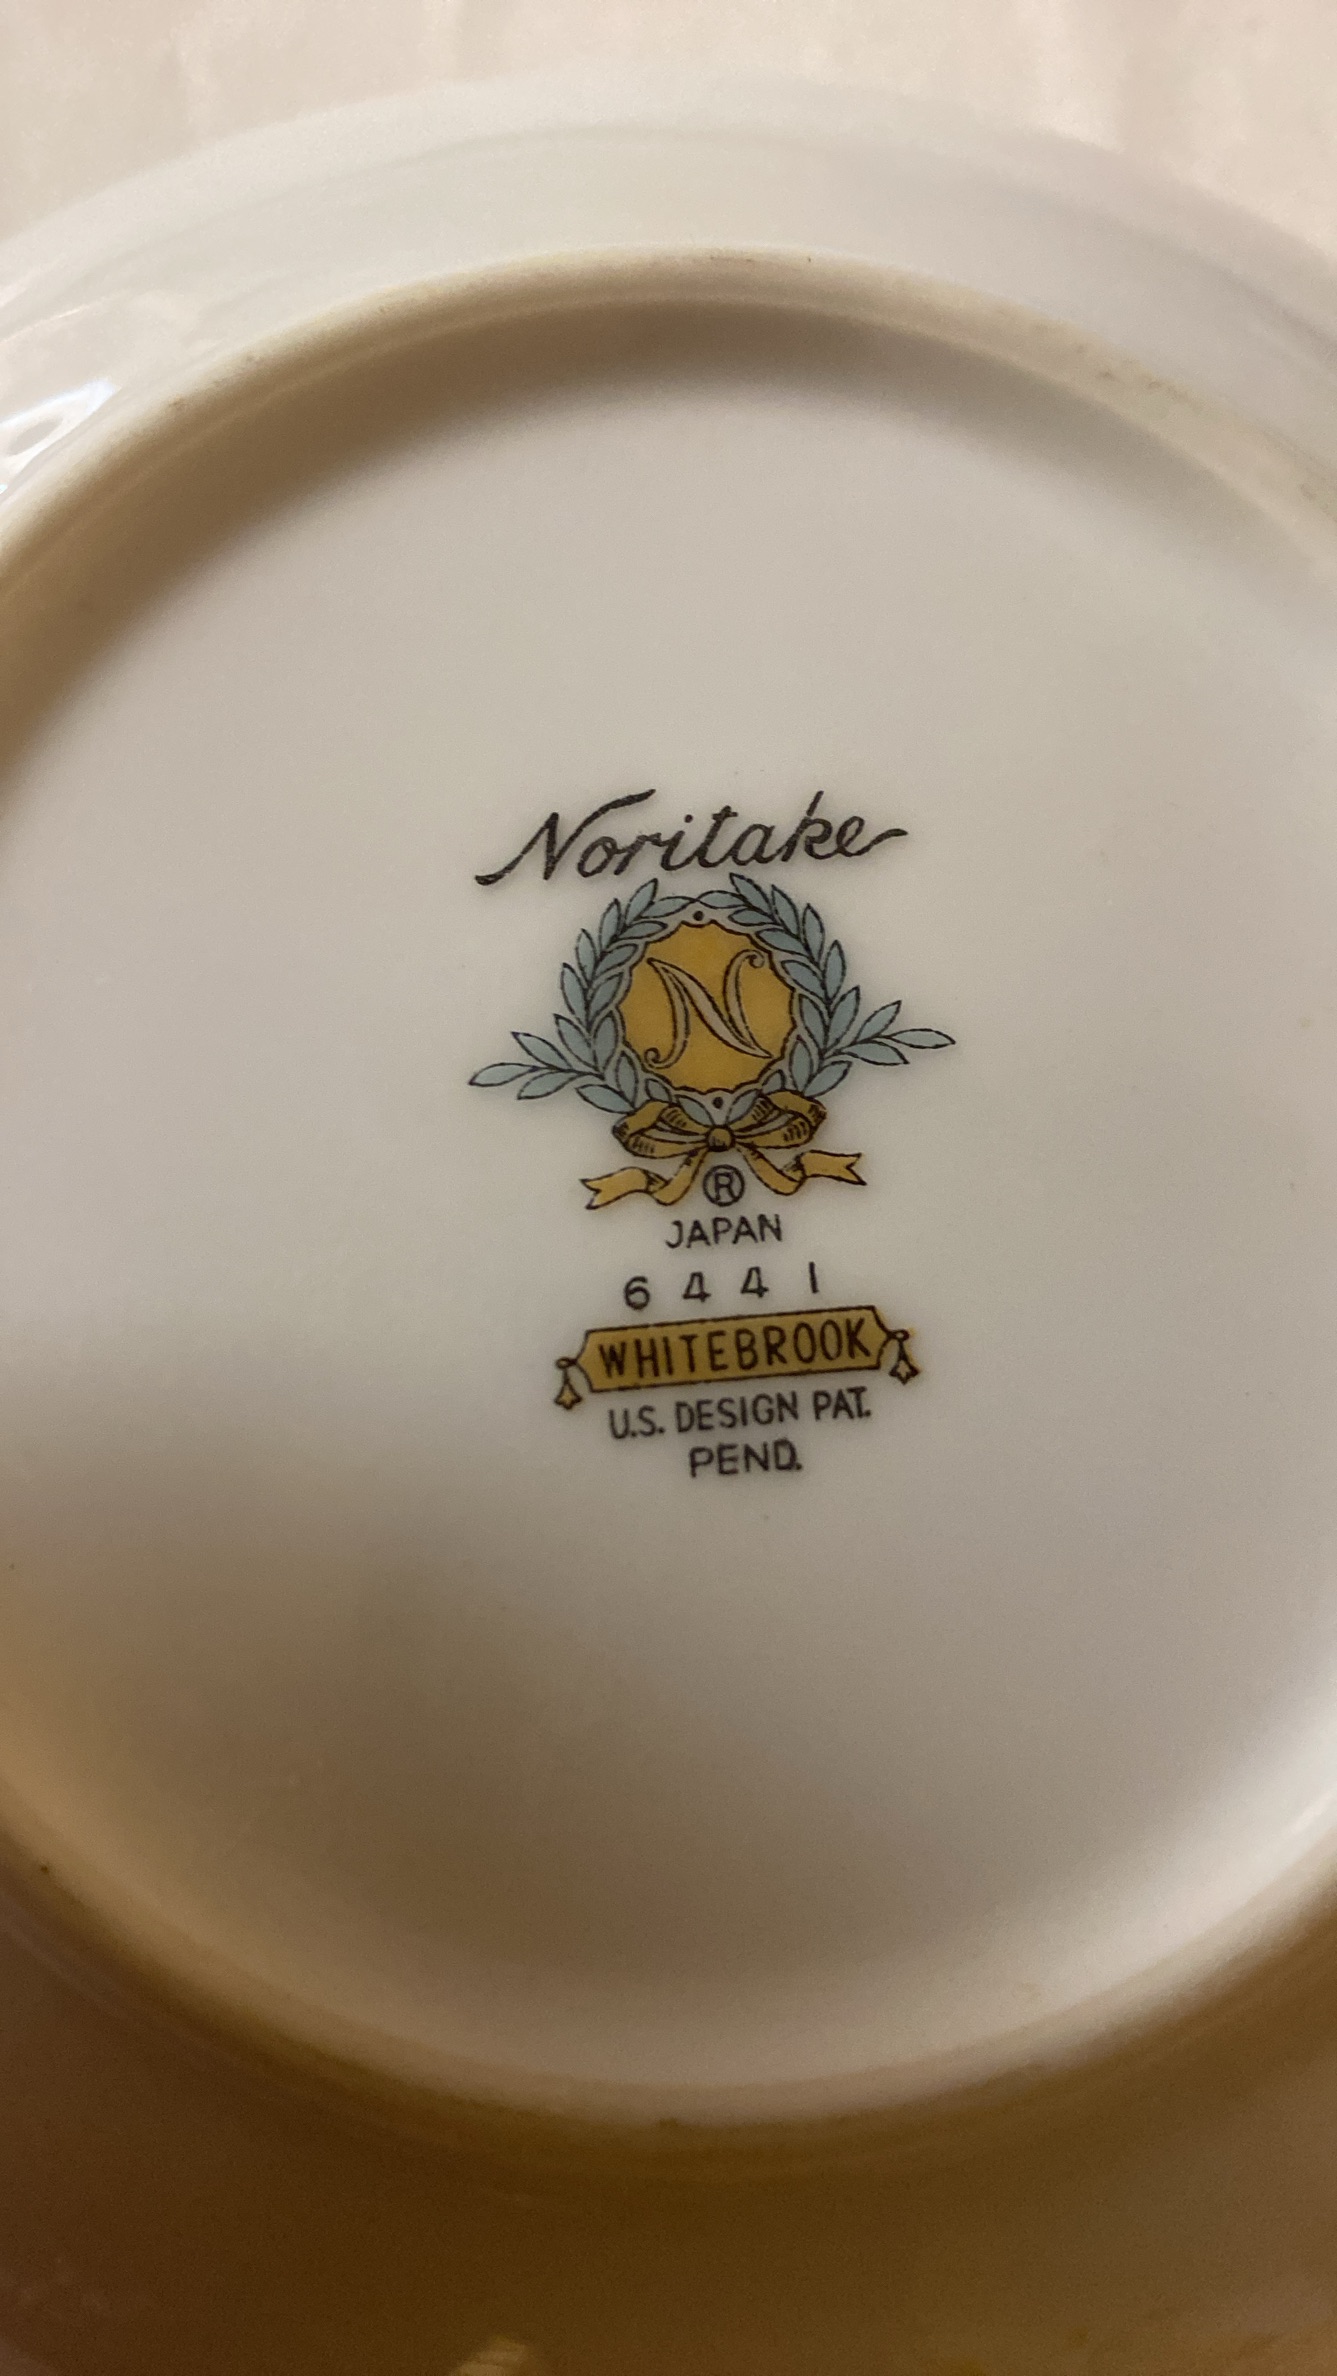 Noritake
N
®
JAPAN
6441
WHITEBROOK
U.S. DESIGN PAT.
PEND.